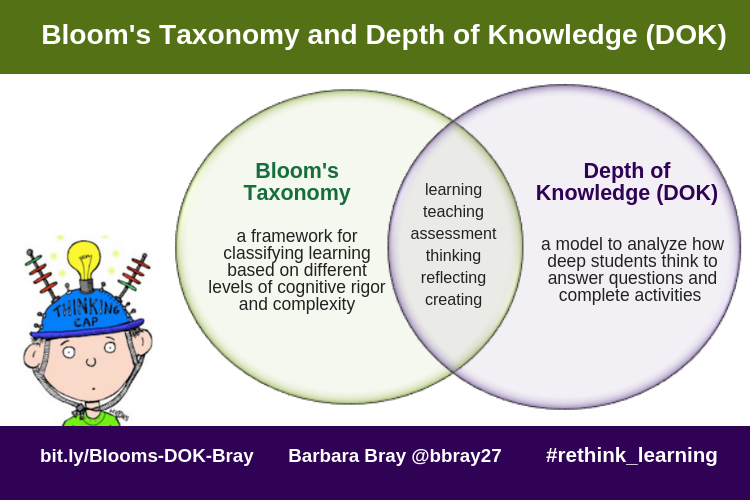 Bloom's Taxonomy and Depth of Knowledge (DOK)
Bloom's
Taxonomy
a framework for
classifying learning
based on different
levels of cognitive rigor
and complexity
learning
teaching
assessment
thinking
reflecting
creating
Depth of
Knowledge (DOK)
a model to analyze how
deep students think to
answer questions and
complete activities
THINKING
CAP
bit.ly/Blooms-DOK-Bray
Barbara Bray @bbray27
#rethink_learning